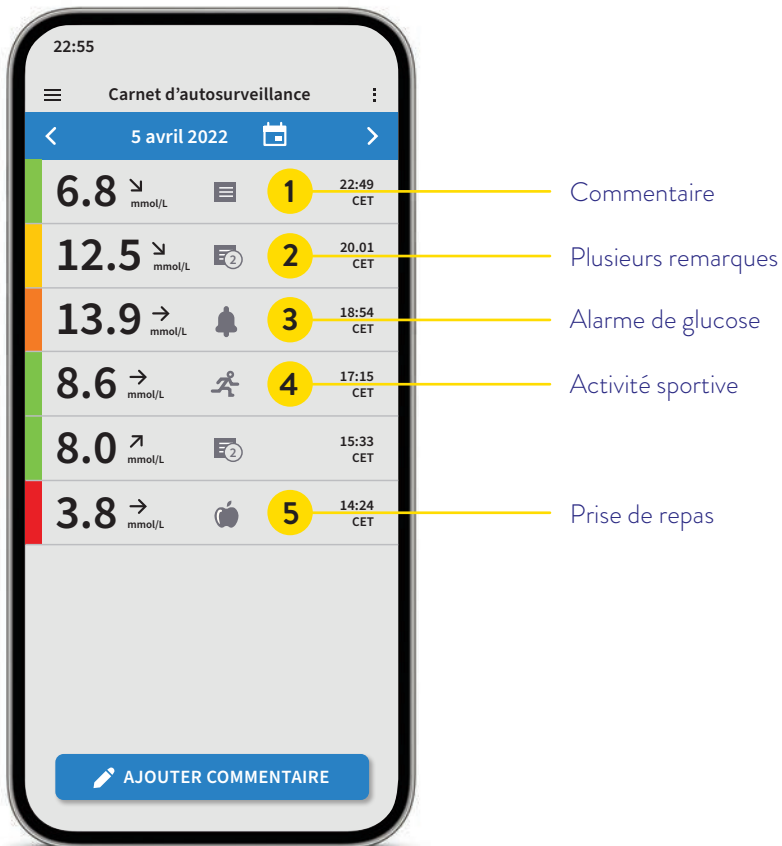 22:55
Carnet d'autosurveillance
5 avril 2022
6.8 mmol/L 1 22:49 CET Commentaire
12.5 mmol/L 2 2 20.01 CET Plusieurs remarques
13.9 mmol/L 3 18:54 CET Alarme de glucose
8.6 mmol/L 4 17:15 CET Activité sportive
8.0 mmol/L 2 15:33 CET
3.8 mmol/L 5 14:24 CET Prise de repas
AJOUTER COMMENTAIRE